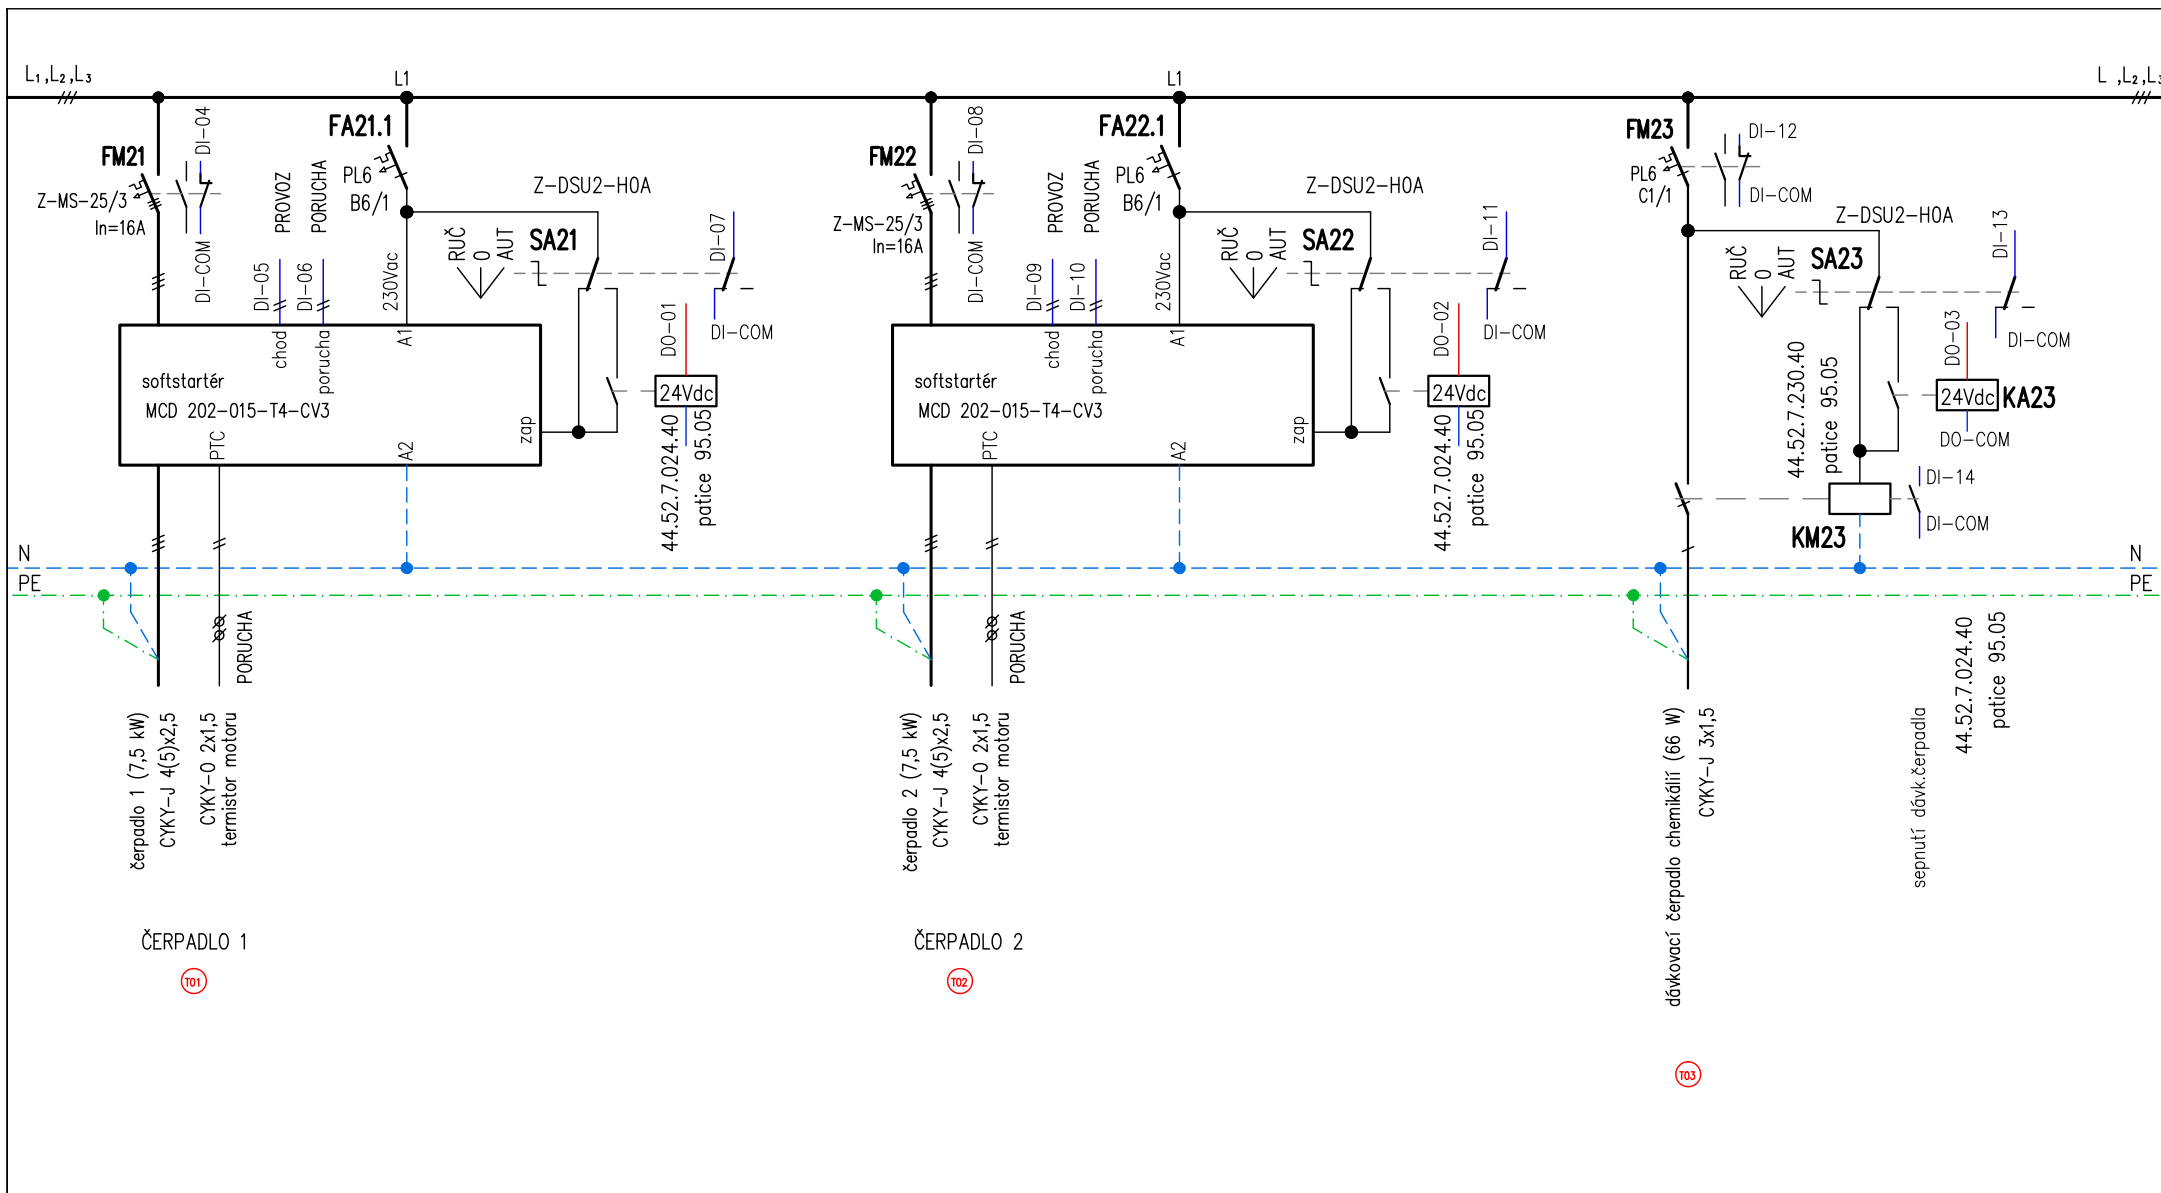 L1,L2,L3
L1
L1
L ,L2,L3
FM21
Z-MS-25/3
In=16A
DI-04
DI-COM
PROVOZ
PORUCHA
DI-05
DI-06
FA21.1
PL6
B6/1
230Vac
Z-DSU2-HOA
RUČ
0
AUT
SA21
DI-07
DI-COM
DO-01
24Vdc
44.52.7.024.40
patice 95.05
chod
porucha
A1
softstartér
MCD 202-015-T4-CV3
PTC
A2
zap
FM22
Z-MS-25/3
In=16A
DI-08
DI-COM
PROVOZ
PORUCHA
DI-09
DI-10
FA22.1
PL6
B6/1
230Vac
Z-DSU2-HOA
RUČ
0
AUT
SA22
DI-11
DI-COM
DO-02
24Vdc
44.52.7.024.40
patice 95.05
chod
porucha
A1
softstartér
MCD 202-015-T4-CV3
PTC
A2
zap
FM23
PL6
C1/1
DI-12
DI-COM
Z-DSU2-HOA
RUČ
0
AUT
SA23
DI-13
DI-COM
DO-03
24Vdc
KA23
DO-COM
44.52.7.230.40
patice 95.05
DI-14
DI-COM
KM23
N
N
PE
PE
PORUCHA
PORUCHA
44.52.7.024.40
patice 95.05
čerpadlo 1 (7,5 kW)
CYKY-J 4(5)x2,5
CYKY-O 2x1,5
termistor motoru
čerpadlo 2 (7,5 kW)
CYKY-J 4(5)x2,5
CYKY-O 2x1,5
termistor motoru
dávkovací čerpadlo chemikálií (66 W)
CYKY-J 3x1,5
sepnutí dávk.čerpadla
ČERPADLO 1
T01
ČERPADLO 2
T02
T03